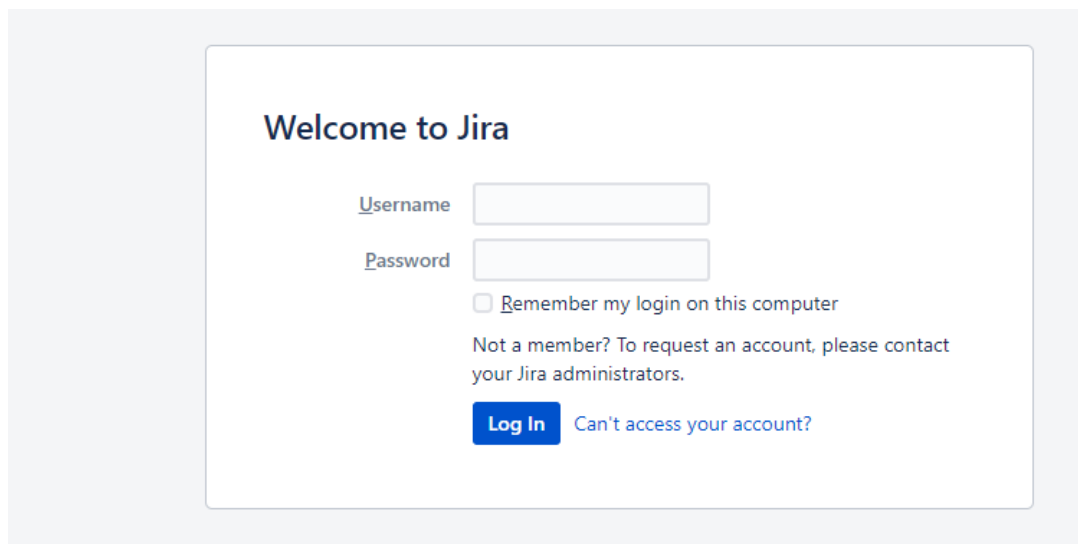 Welcome to Jira
Username
Password
Remember my login on this computer
Not a member? To request an account, please contact
your Jira administrators.
Log In Can't access your account?